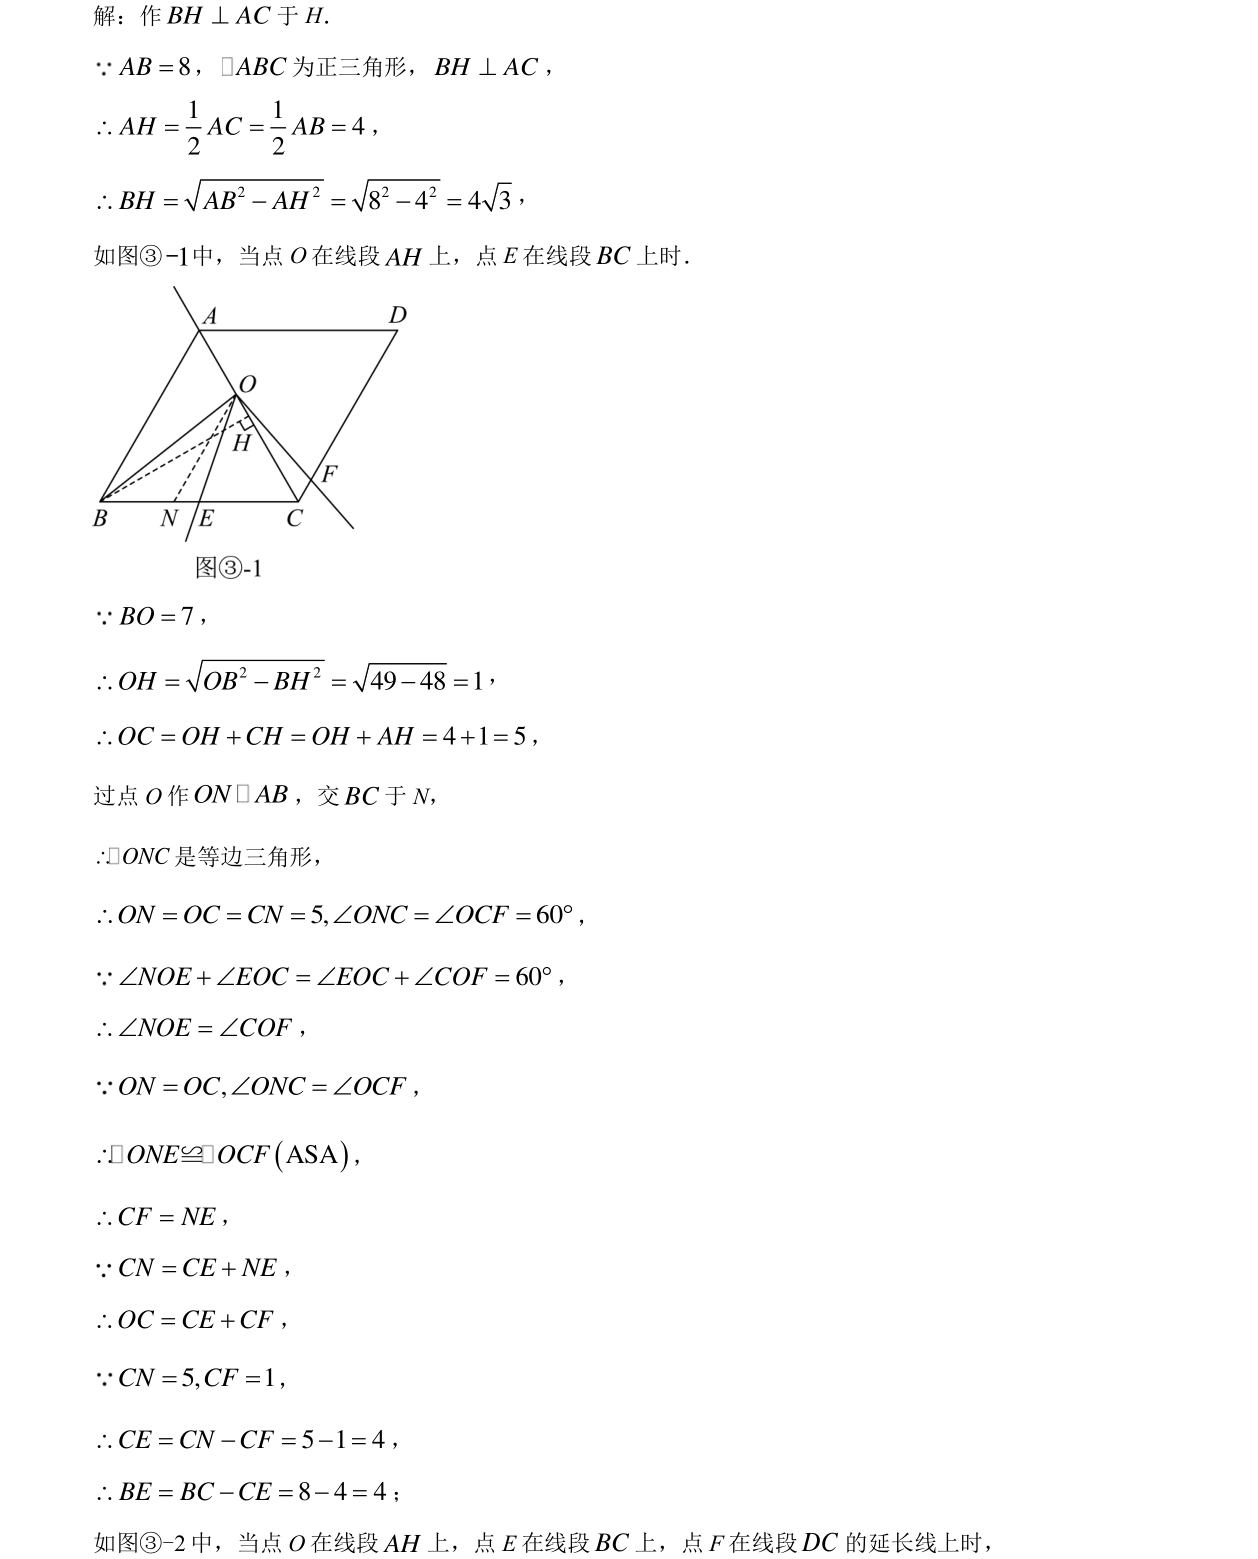 解：作 BH ⊥ AC 于 H．
∵ AB = 8，□ABC 为正三角形，BH ⊥ AC，
∴ AH = 1/2 AC = 1/2 AB = 4，
∴ BH = √(AB² − AH²) = √(8² − 4²) = 4√3，
如图③−1中，当点 O 在线段 AH 上，点 E 在线段 BC 上时．
A D
O
H
F
B N E C
图③-1
∵ BO = 7，
∴ OH = √(OB² − BH²) = √(49 − 48) = 1，
∴ OC = OH + CH = OH + AH = 4 + 1 = 5，
过点 O 作 ON □ AB，交 BC 于 N，
∴□ONC 是等边三角形，
∴ ON = OC = CN = 5, ∠ONC = ∠OCF = 60°，
∵ ∠NOE + ∠EOC = ∠EOC + ∠COF = 60°，
∴ ∠NOE = ∠COF，
∵ ON = OC, ∠ONC = ∠OCF，
∴□ONE≌□OCF(ASA)，
∴ CF = NE，
∵ CN = CE + NE，
∴ OC = CE + CF，
∵ CN = 5, CF = 1，
∴ CE = CN − CF = 5 − 1 = 4，
∴ BE = BC − CE = 8 − 4 = 4；
如图③−2 中，当点 O 在线段 AH 上，点 E 在线段 BC 上，点 F 在线段 DC 的延长线上时，